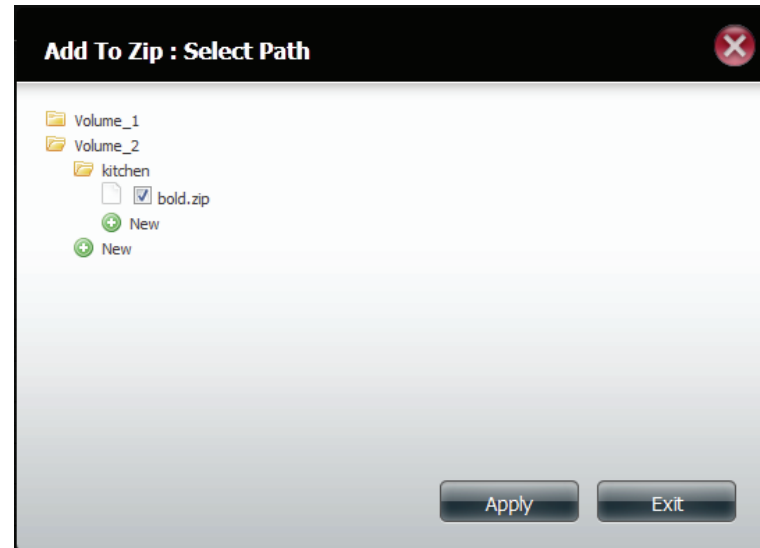 Add To Zip : Select Path
Volume_1
Volume_2
kitchen
bold.zip
New
New
Apply
Exit